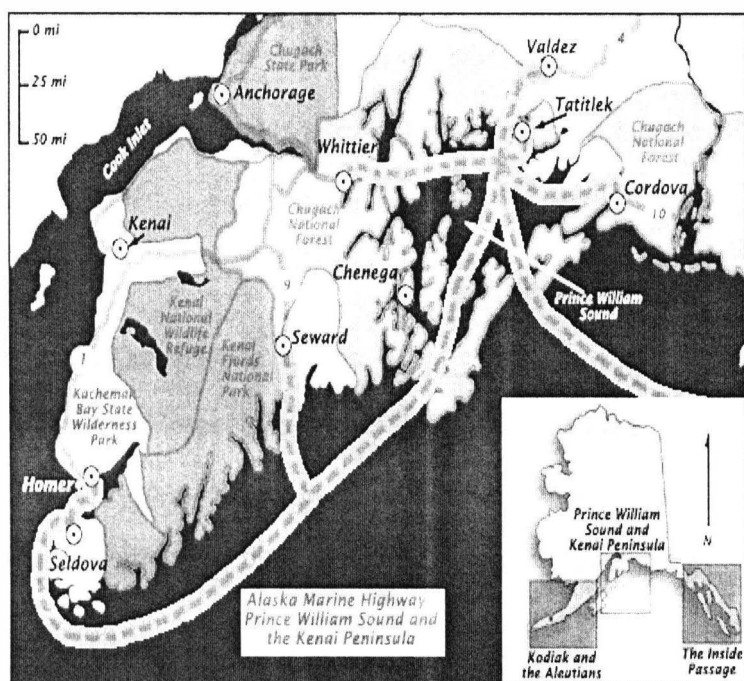 0 mi
25 mi
50 mi
Chugach
State Park
Anchorage
Cook Inlet
Whittier
Valdez
4
Tatitlek
Chugach
National
Forest
Cordova
10
Kenai
Chugach
National
Forest
9
Chenega
Prince William
Sound
Kenai
National
Wildlife
Refuge
Kenai
Fjords
National
Park
Seward
1
Kachemak
Bay State
Wilderness
Park
Homer
Seldova
Alaska Marine Highway
Prince William Sound and
the Kenai Peninsula
Prince William
Sound and
Kenai Peninsula
N
Kodiak and
the Aleutians
The Inside
Passage